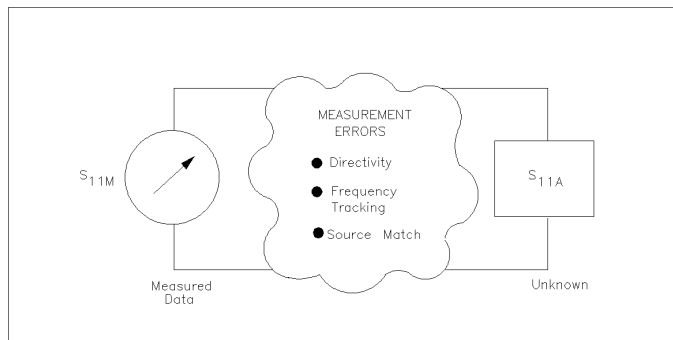 MEASUREMENT
ERRORS
Directivity
Frequency
Tracking
Source Match
S11M
S11A
Measured
Data
Unknown